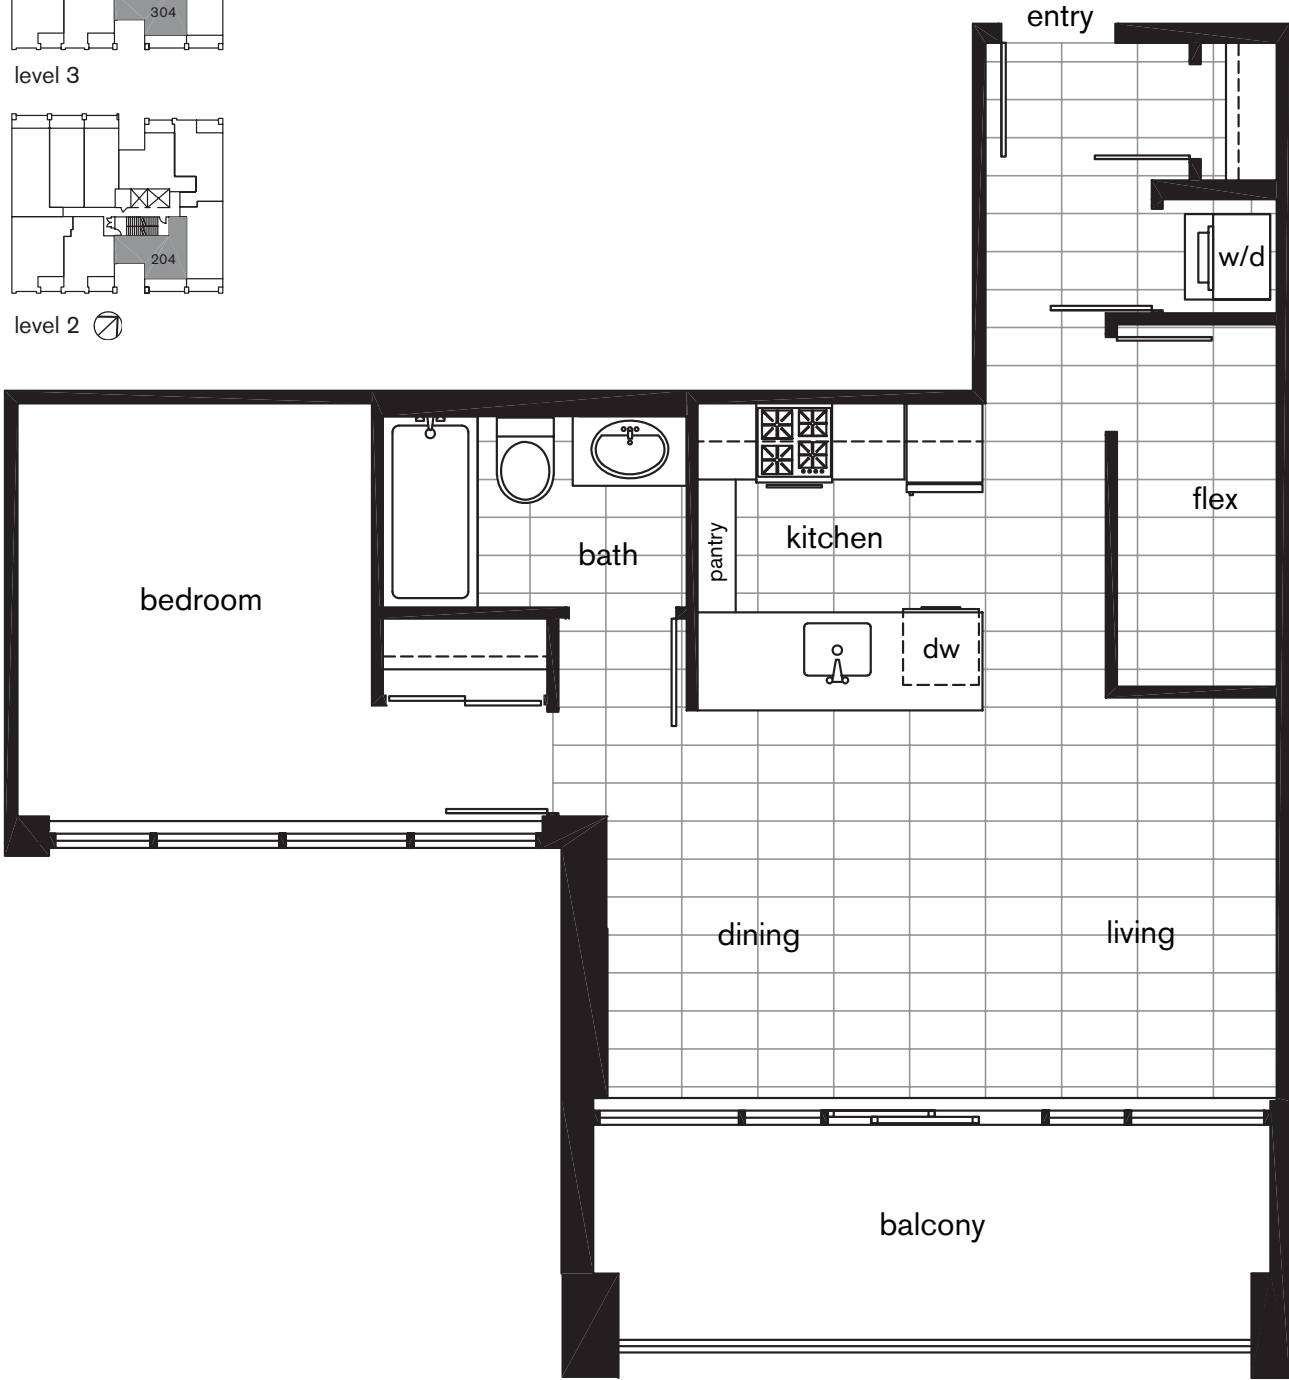 304
level 3
204
level 2
entry
w/d
flex
bedroom
bath
pantry
kitchen
dw
dining
living
balcony